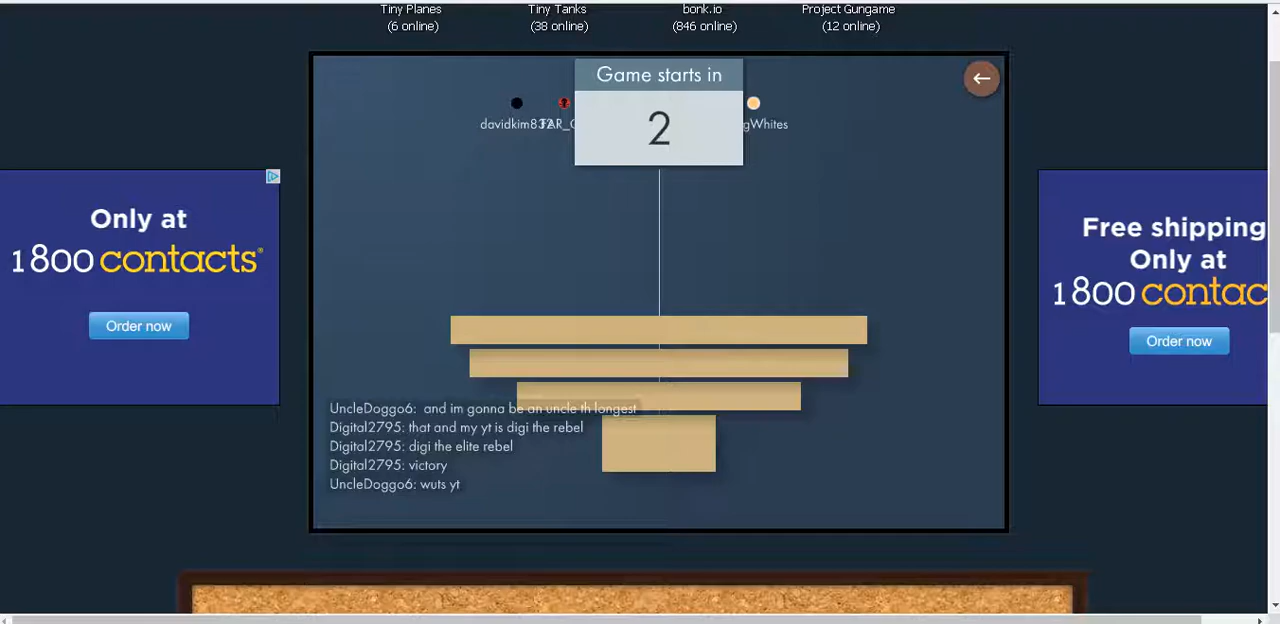 Tiny Planes
(6 online)
Tiny Tanks
(38 online)
bonk.io
(846 online)
Project Gungame
(12 online)
Game starts in
2
gWhites
Only at
1800 contacts
Order now
Free shipping
Only at
1800 contac
Order now
UncleDoggo6: and im gonna be an uncle th longest
Digital2795: that and my yt is digi the rebel
Digital2795: digi the elite rebel
Digital2795: victory
UncleDoggo6: wuts yt